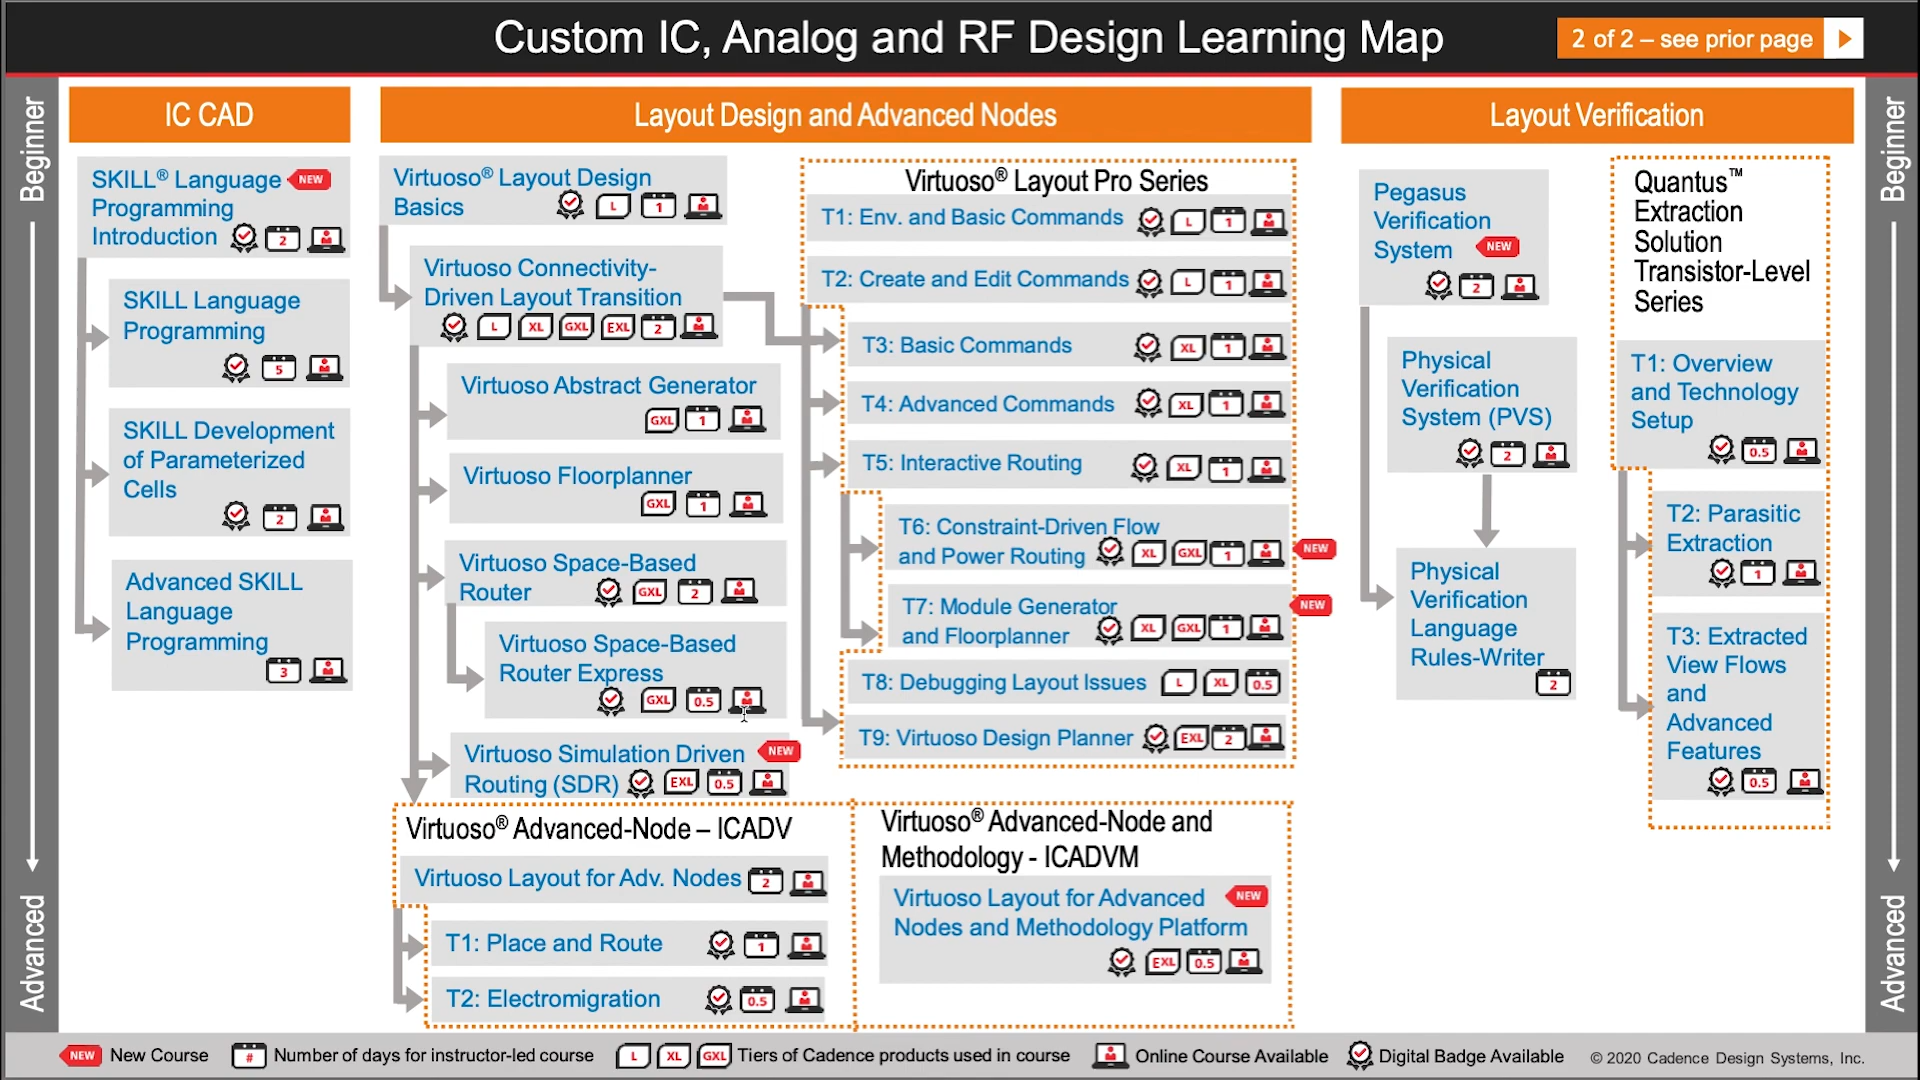 Custom IC, Analog and RF Design Learning Map
2 of 2 – see prior page
Beginner
Advanced
IC CAD
SKILL® Language
NEW
Programming
Introduction
2
SKILL Language
Programming
5
SKILL Development
of Parameterized
Cells
2
Advanced SKILL
Language
Programming
3
Layout Design and Advanced Nodes
Virtuoso® Layout Design
Basics
L
1
Virtuoso Connectivity-
Driven Layout Transition
L XL GXL EXL 2
Virtuoso Abstract Generator
GXL 1
Virtuoso Floorplanner
GXL 1
Virtuoso Space-Based
Router
GXL 2
Virtuoso Space-Based
Router Express
GXL 0.5
Virtuoso Simulation Driven
NEW
Routing (SDR)
EXL 0.5
Virtuoso® Layout Pro Series
T1: Env. and Basic Commands
L 1
T2: Create and Edit Commands
L 1
T3: Basic Commands
XL 1
T4: Advanced Commands
XL 1
T5: Interactive Routing
XL 1
T6: Constraint-Driven Flow
and Power Routing
XL GXL 1
NEW
T7: Module Generator
and Floorplanner
XL GXL 1
NEW
T8: Debugging Layout Issues
L XL 0.5
T9: Virtuoso Design Planner
EXL 2
Virtuoso® Advanced-Node – ICADV
Virtuoso Layout for Adv. Nodes
2
T1: Place and Route
1
T2: Electromigration
0.5
Virtuoso® Advanced-Node and
Methodology - ICADVM
Virtuoso Layout for Advanced
NEW
Nodes and Methodology Platform
EXL 0.5
Layout Verification
Pegasus
Verification
System
NEW
2
Physical
Verification
System (PVS)
2
Physical
Verification
Language
Rules-Writer
2
Quantus™
Extraction
Solution
Transistor-Level
Series
T1: Overview
and Technology
Setup
0.5
T2: Parasitic
Extraction
1
T3: Extracted
View Flows
and
Advanced
Features
0.5
Beginner
Advanced
NEW New Course
# Number of days for instructor-led course
L XL GXL Tiers of Cadence products used in course
Online Course Available
Digital Badge Available
© 2020 Cadence Design Systems, Inc.